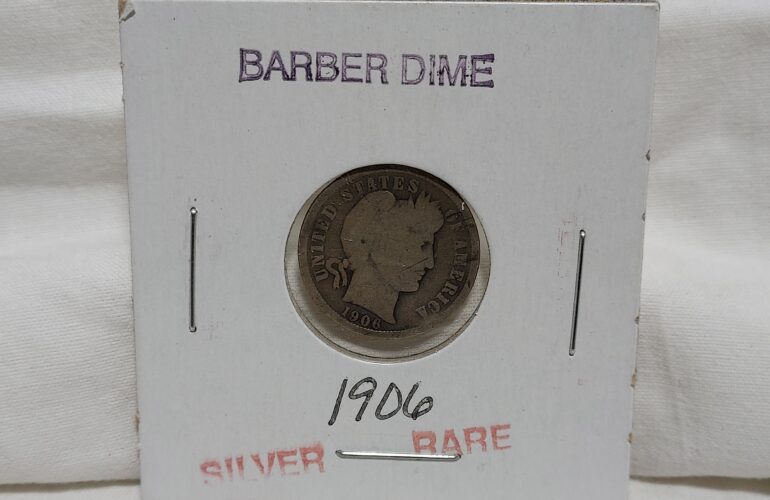 BARBER DIME
UNITED STATES OF AMERICA
1906
1906
SILVER RARE